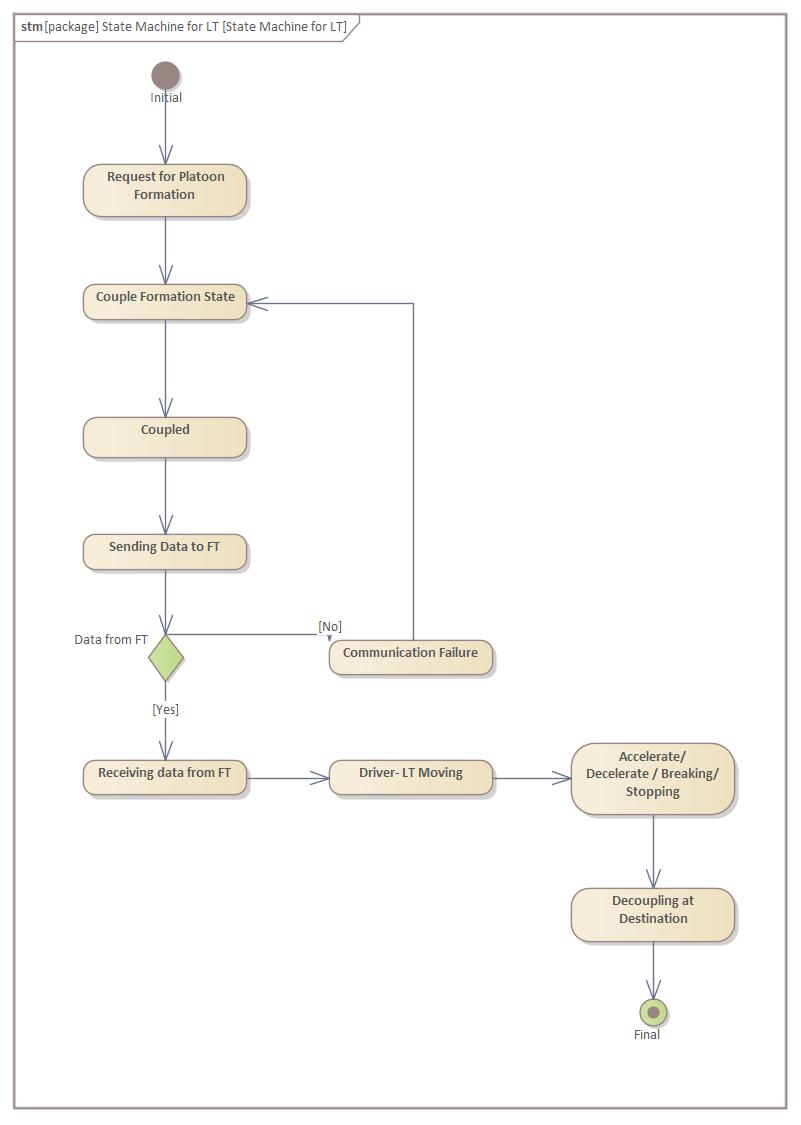 stm [package] State Machine for LT [State Machine for LT]
Initial
Request for Platoon
Formation
Couple Formation State
Coupled
Sending Data to FT
[No]
Data from FT
Communication Failure
[Yes]
Receiving data from FT
Driver- LT Moving
Accelerate/
Decelerate / Breaking/
Stopping
Decoupling at
Destination
Final